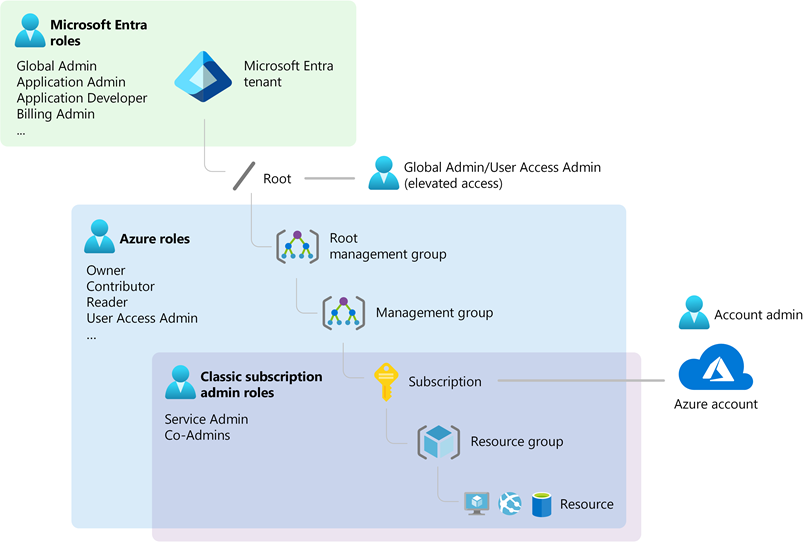 Microsoft Entra
roles
Global Admin
Application Admin
Application Developer
Billing Admin
...
Microsoft Entra
tenant
Root
Global Admin/User Access Admin
(elevated access)
Azure roles
Owner
Contributor
Reader
User Access Admin
...
Root
management group
Management group
Account admin
Azure account
Classic subscription
admin roles
Service Admin
Co-Admins
Subscription
Resource group
Resource